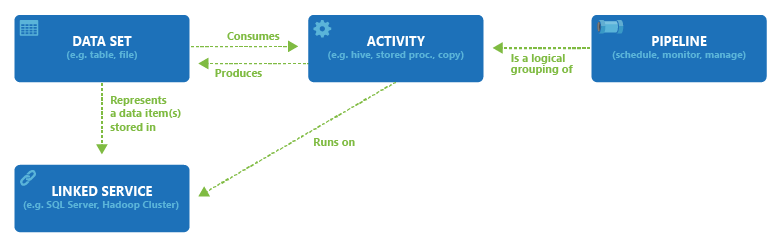 DATA SET
(e.g. table, file)
Consumes
Produces
ACTIVITY
(e.g. hive, stored proc., copy)
Is a logical
grouping of
PIPELINE
(schedule, monitor, manage)
Represents
a data item(s)
stored in
Runs on
LINKED SERVICE
(e.g. SQL Server, Hadoop Cluster)